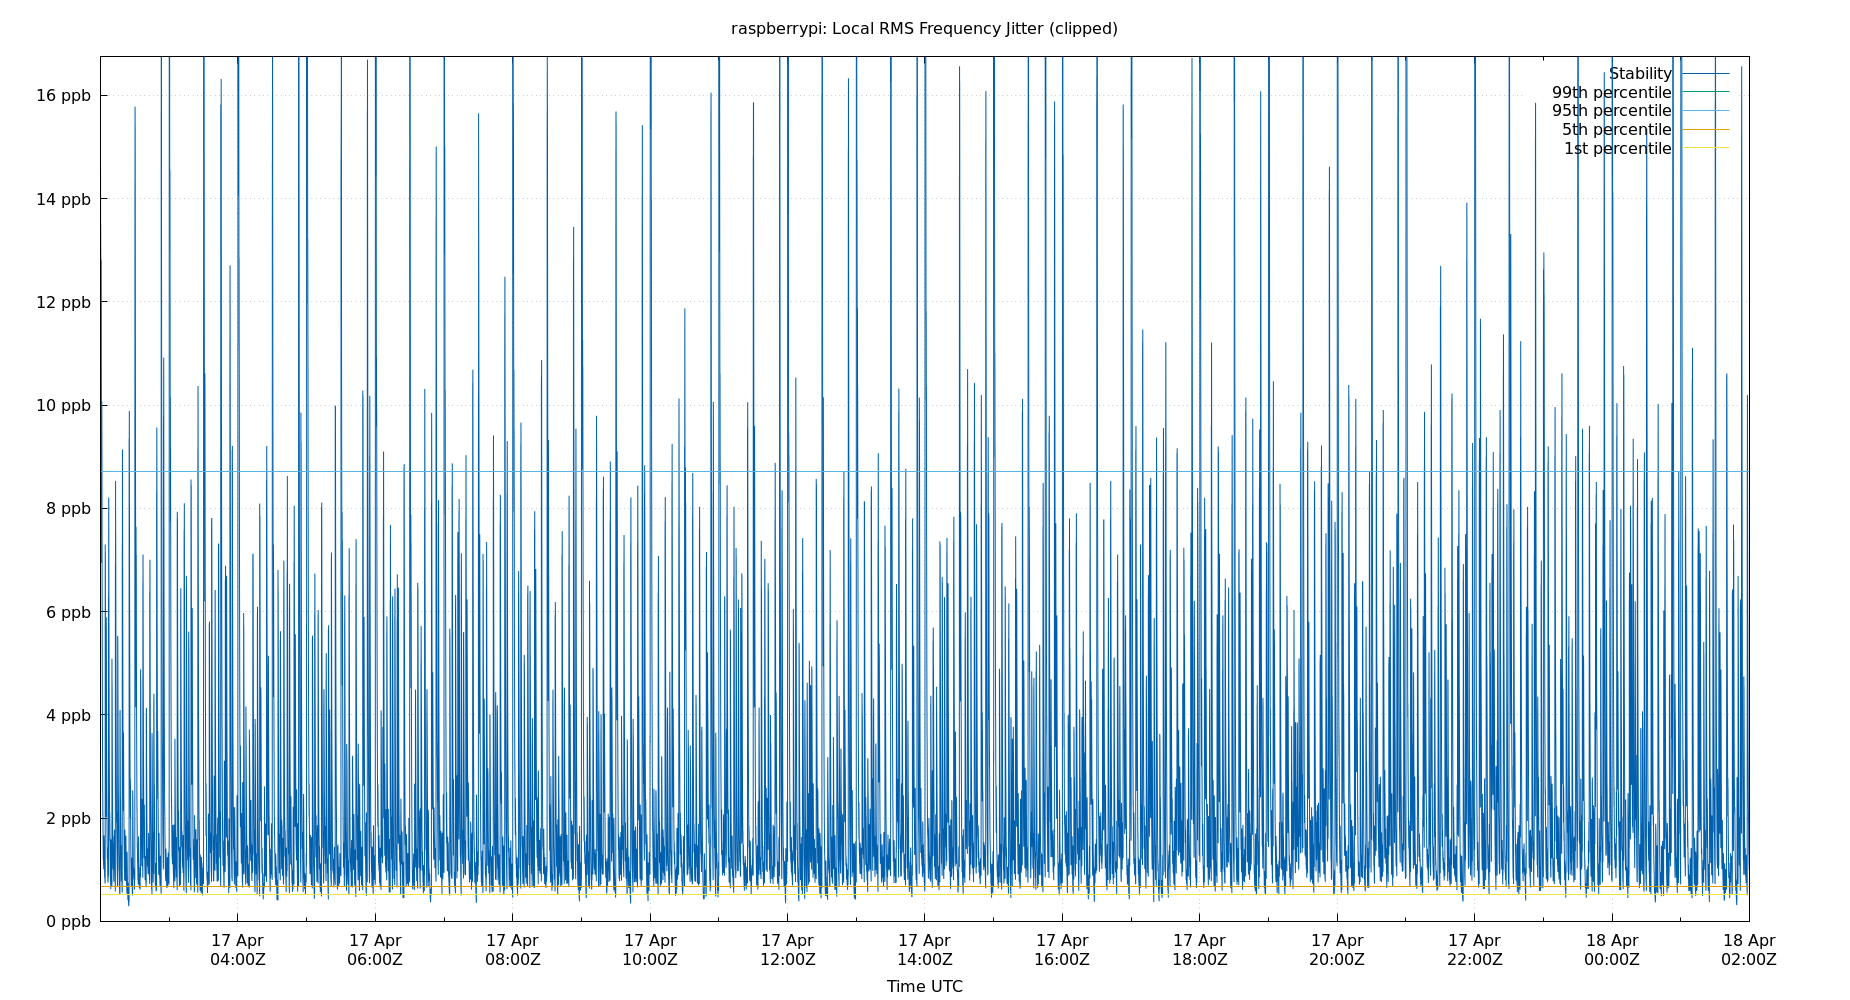 raspberrypi: Local RMS Frequency Jitter (clipped)
Stability
99th percentile
95th percentile
5th percentile
1st percentile
16 ppb
14 ppb
12 ppb
10 ppb
8 ppb
6 ppb
4 ppb
2 ppb
0 ppb
17 Apr 17 Apr 17 Apr 17 Apr 17 Apr 17 Apr 17 Apr 17 Apr 17 Apr 17 Apr 18 Apr 18 Apr
04:00Z 06:00Z 08:00Z 10:00Z 12:00Z 14:00Z 16:00Z 18:00Z 20:00Z 22:00Z 00:00Z 02:00Z
Time UTC